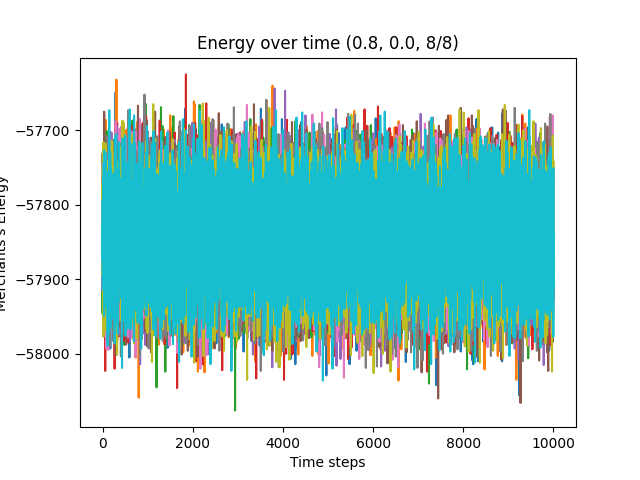 Energy over time (0.8, 0.0, 8/8)
Merchants's Energy
−57700
−57800
−57900
−58000
0 2000 4000 6000 8000 10000
Time steps